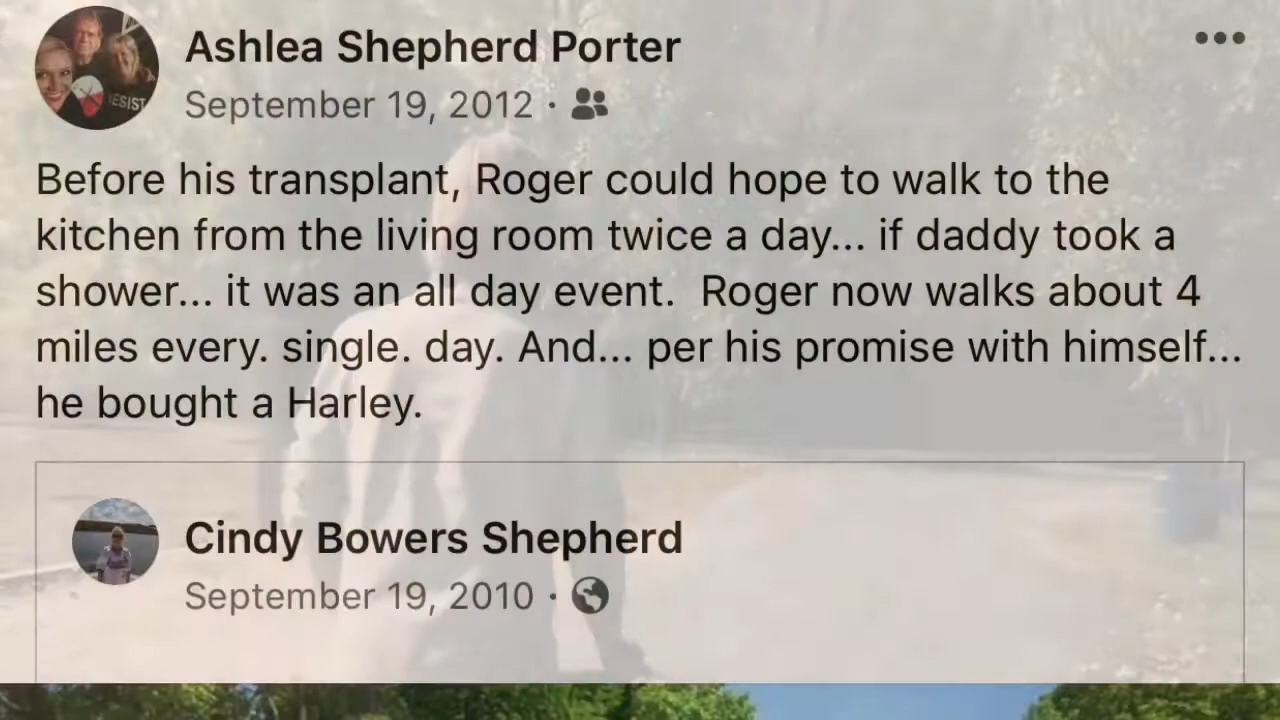 Ashlea Shepherd Porter
September 19, 2012 ·
Before his transplant, Roger could hope to walk to the
kitchen from the living room twice a day... if daddy took a
shower... it was an all day event.  Roger now walks about 4
miles every. single. day. And... per his promise with himself...
he bought a Harley.
Cindy Bowers Shepherd
September 19, 2010 ·
RESIST